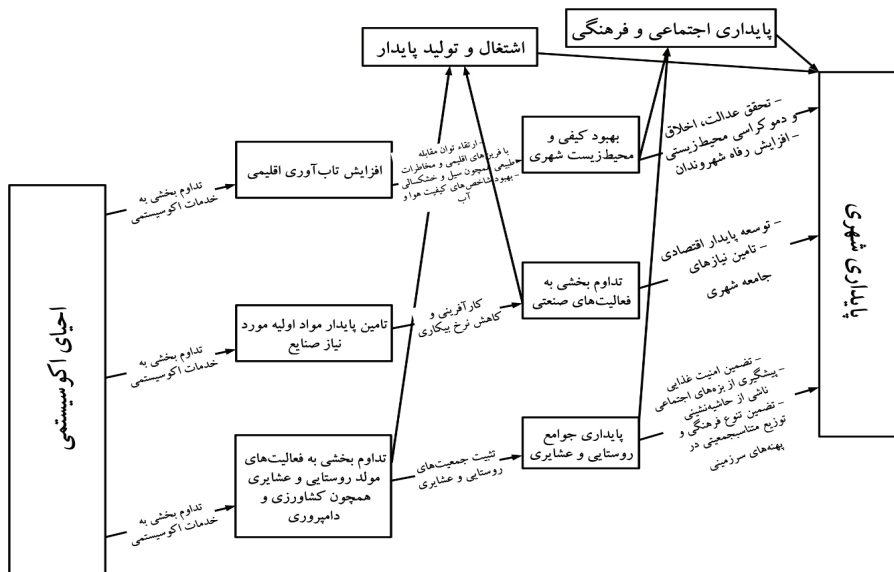 پایداری اجتماعی و فرهنگی
اشتغال و تولید پایدار
احیای اکوسیستمی
تداوم بخشی به
خدمات اکوسیستمی
افزایش تاب‌آوری اقلیمی
- ارتقاء توان مقابله
با فرین‌های اقلیمی و مخاطرات
طبیعی همچون سیل و خشکسالی
- بهبود شاخص‌های کیفیت هوا و
آب
بهبود کیفی و
محیط‌زیست شهری
- تحقق عدالت، اخلاق
و دموکراسی محیط‌زیستی
- افزایش رفاه شهروندان
تداوم بخشی به
خدمات اکوسیستمی
تامین پایدار مواد اولیه مورد
نیاز صنایع
کارآفرینی و
کاهش نرخ بیکاری
تداوم بخشی به
فعالیت‌های صنعتی
- توسعه پایدار اقتصادی
- تامین نیازهای
جامعه شهری
تداوم بخشی به
خدمات اکوسیستمی
تداوم بخشی به فعالیت‌های
مولد روستایی و عشایری
همچون کشاورزی و
دامپروری
تثبیت جمعیت‌های
روستایی و عشایری
پایداری جوامع
روستایی و عشایری
- تضمین امنیت غذایی
- پیشگیری از بزه‌های اجتماعی
ناشی از حاشیه‌نشینی
- تضمین تنوع فرهنگی و
توزیع متناسبجمعیتی در
پهنه‌های سرزمینی
پایداری شهری